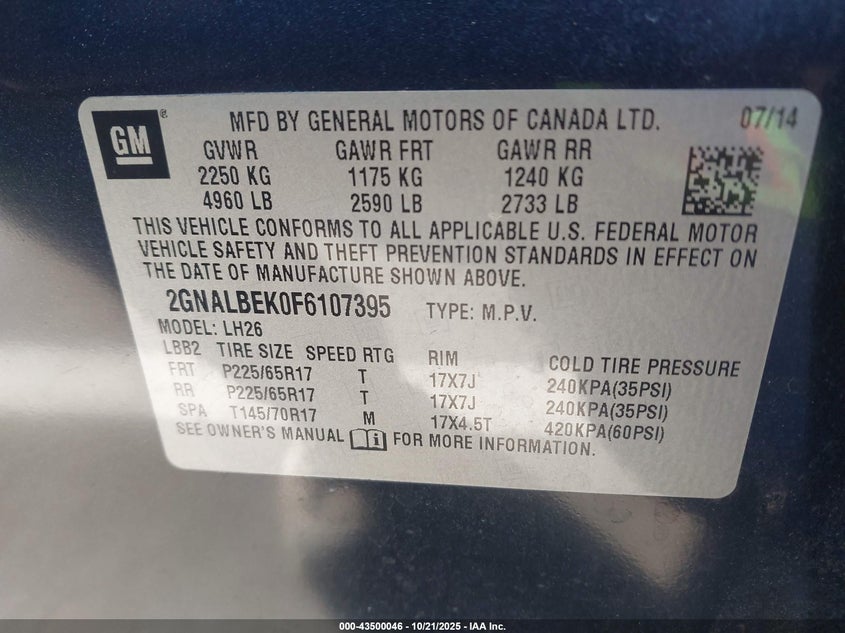 GM ®
MFD BY GENERAL MOTORS OF CANADA LTD. 07/14
GVWR GAWR FRT GAWR RR
2250 KG 1175 KG 1240 KG
4960 LB 2590 LB 2733 LB
THIS VEHICLE CONFORMS TO ALL APPLICABLE U.S. FEDERAL MOTOR
VEHICLE SAFETY AND THEFT PREVENTION STANDARDS IN EFFECT ON
THE DATE OF MANUFACTURE SHOWN ABOVE.
2GNALBEK0F6107395 TYPE: M.P.V.
MODEL: LH26
LBB2 TIRE SIZE SPEED RTG RIM COLD TIRE PRESSURE
FRT P225/65R17 T 17X7J 240KPA(35PSI)
RR P225/65R17 T 17X7J 240KPA(35PSI)
SPA T145/70R17 M 17X4.5T 420KPA(60PSI)
SEE OWNER'S MANUAL FOR MORE INFORMATION.
000-43500046 - 10/21/2025 - IAA Inc.